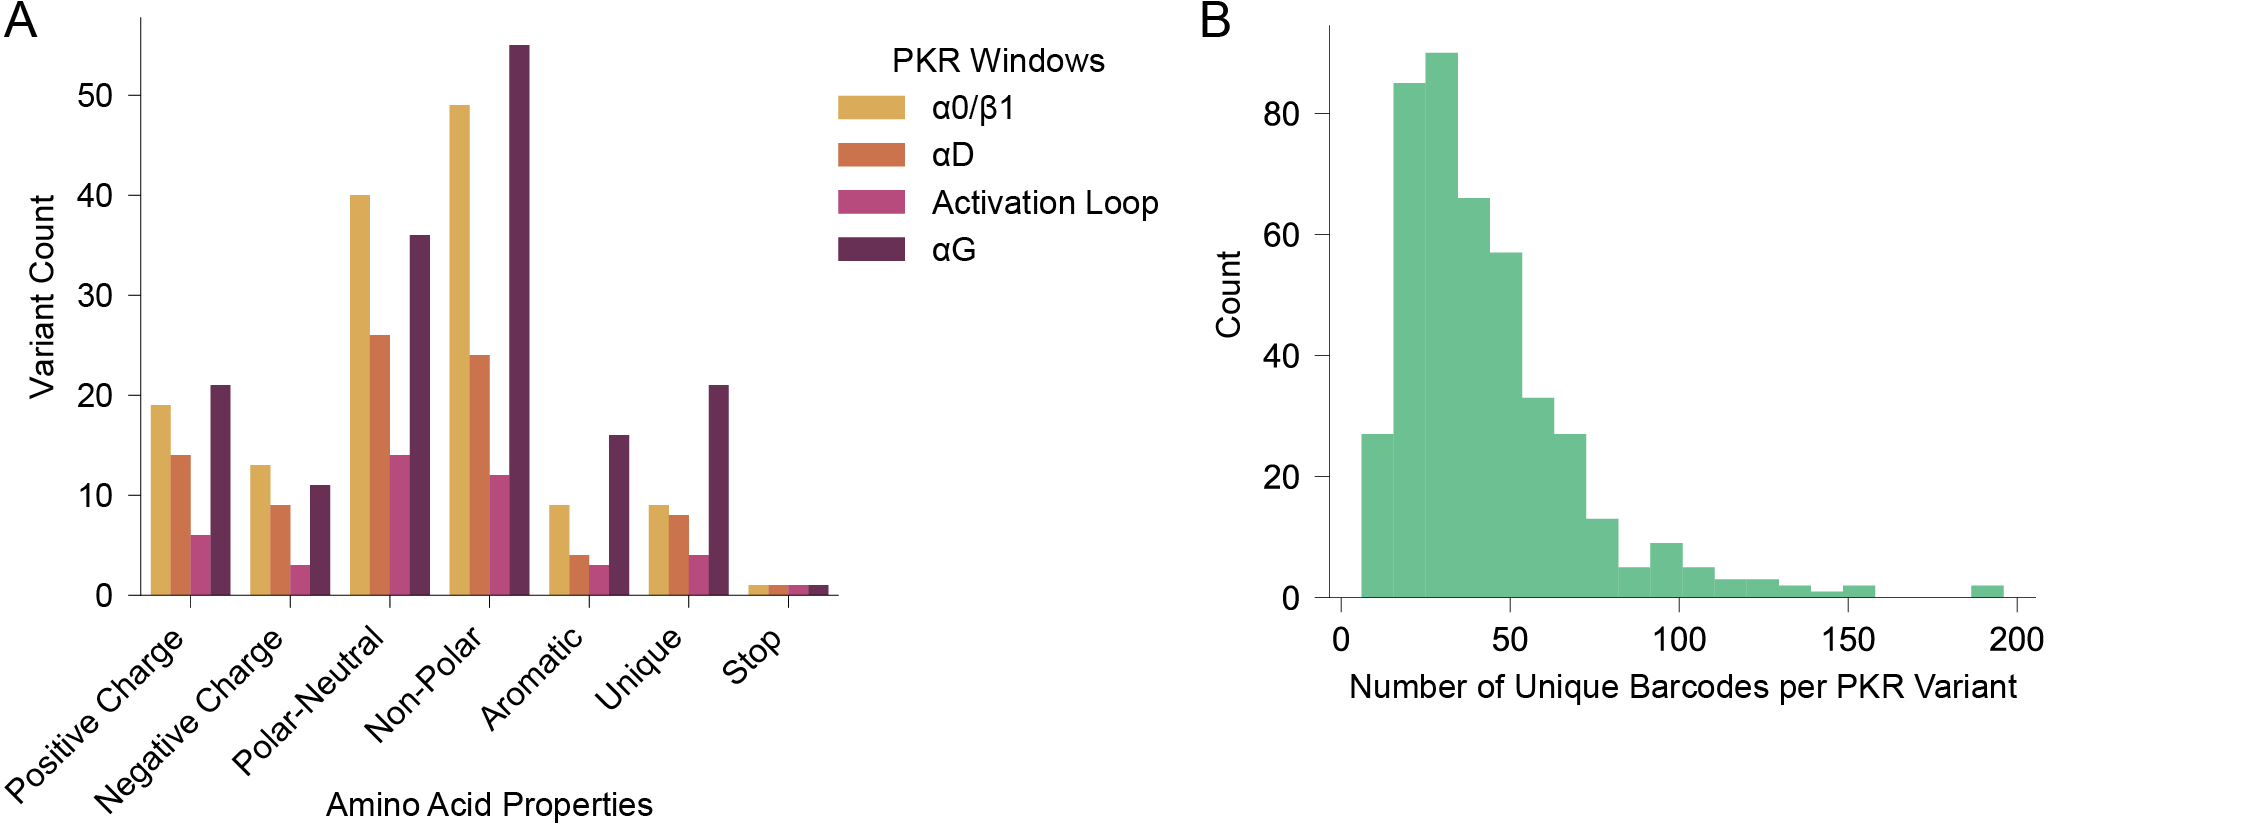 A
PKR Windows
α0/β1
αD
Activation Loop
αG
Variant Count
50
40
30
20
10
0
Positive Charge
Negative Charge
Polar-Neutral
Non-Polar
Aromatic
Unique
Stop
Amino Acid Properties
B
Count
80
60
40
20
0
0 50 100 150 200
Number of Unique Barcodes per PKR Variant